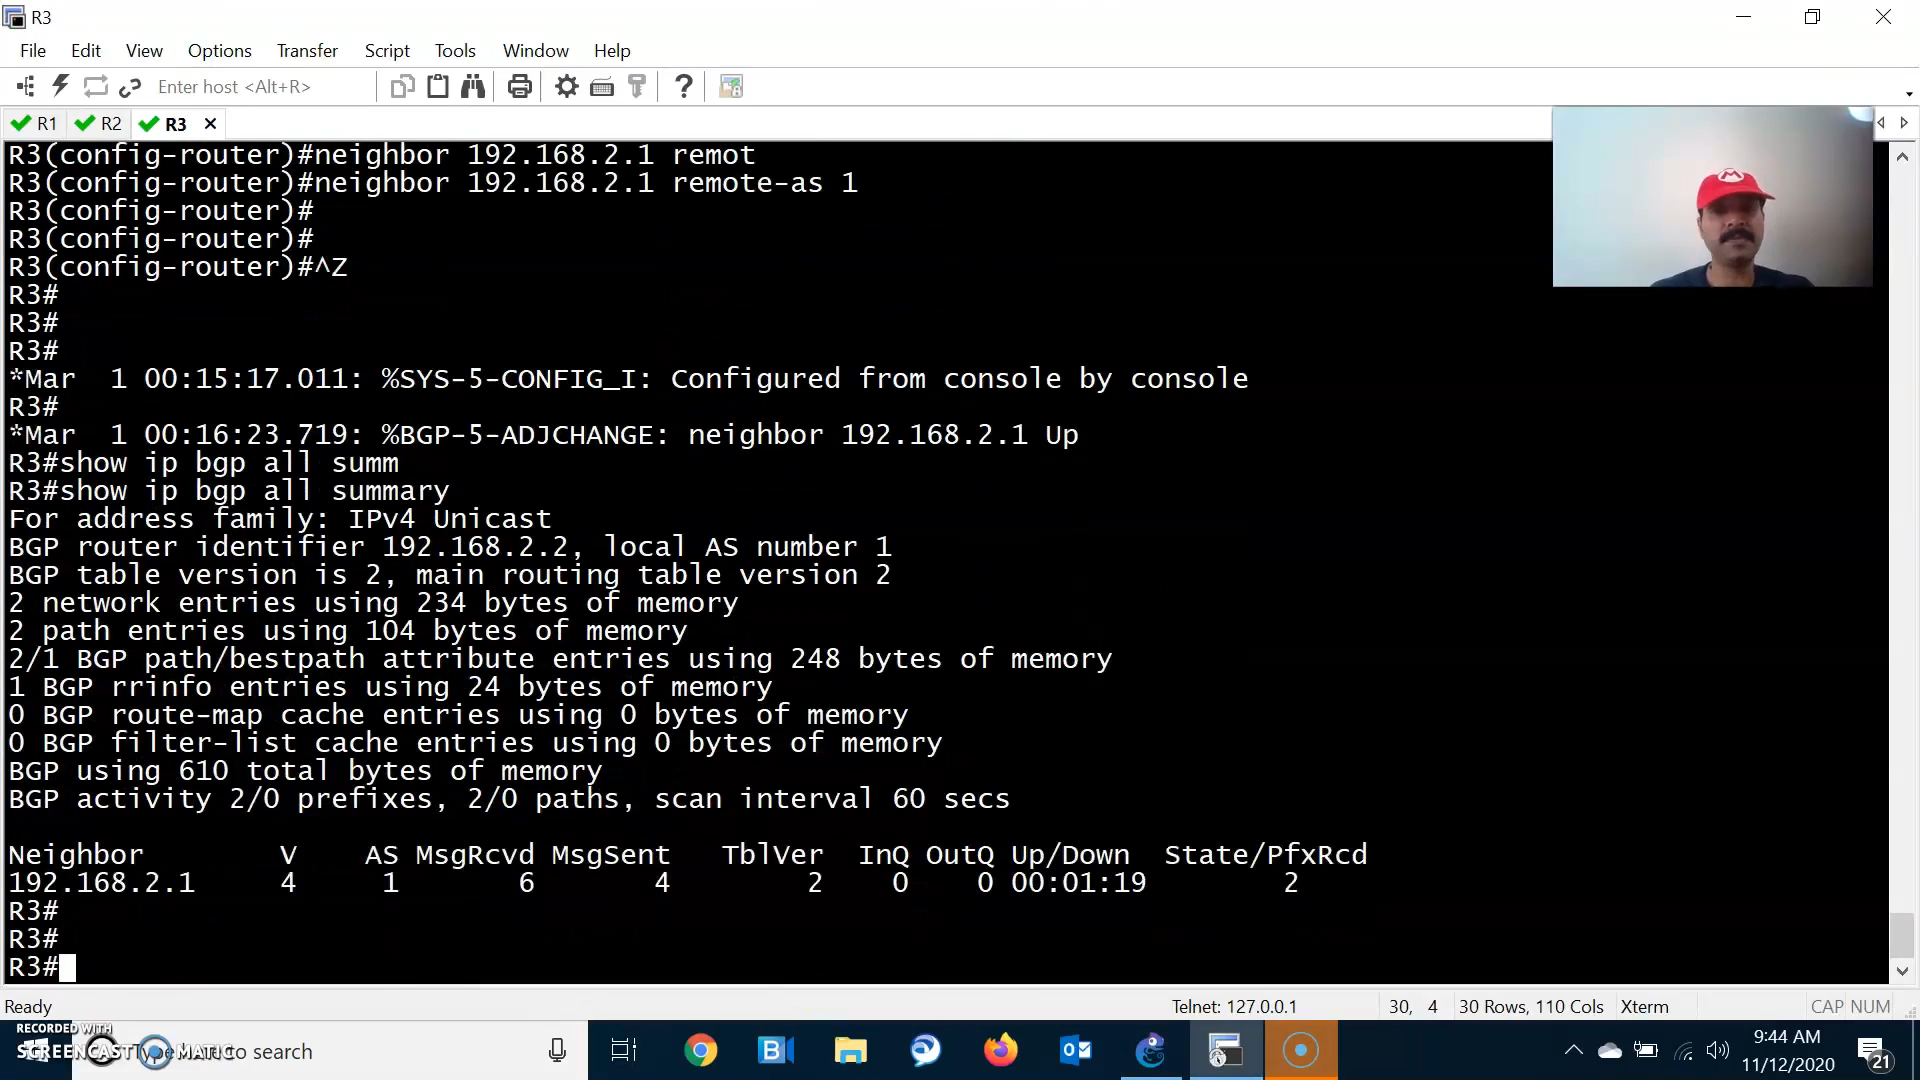 R3
File Edit View Options Transfer Script Tools Window Help
Enter host <Alt+R>
R1 R2 R3
R3(config-router)#neighbor 192.168.2.1 remot
R3(config-router)#neighbor 192.168.2.1 remote-as 1
R3(config-router)#
R3(config-router)#
R3(config-router)#^Z
R3#
R3#
R3#
*Mar  1 00:15:17.011: %SYS-5-CONFIG_I: Configured from console by console
R3#
*Mar  1 00:16:23.719: %BGP-5-ADJCHANGE: neighbor 192.168.2.1 Up
R3#show ip bgp all summ
R3#show ip bgp all summary
For address family: IPv4 Unicast
BGP router identifier 192.168.2.2, local AS number 1
BGP table version is 2, main routing table version 2
2 network entries using 234 bytes of memory
2 path entries using 104 bytes of memory
2/1 BGP path/bestpath attribute entries using 248 bytes of memory
1 BGP rrinfo entries using 24 bytes of memory
0 BGP route-map cache entries using 0 bytes of memory
0 BGP filter-list cache entries using 0 bytes of memory
BGP using 610 total bytes of memory
BGP activity 2/0 prefixes, 2/0 paths, scan interval 60 secs
Neighbor V AS MsgRcvd MsgSent TblVer InQ OutQ Up/Down State/PfxRcd
192.168.2.1 4 1 6 4 2 0 0 00:01:19 2
R3#
R3#
R3#
Ready Telnet: 127.0.0.1 30, 4 30 Rows, 110 Cols Xterm CAP NUM
RECORDED WITH
SCREENCAST MATIC
to search
9:44 AM
11/12/2020
21